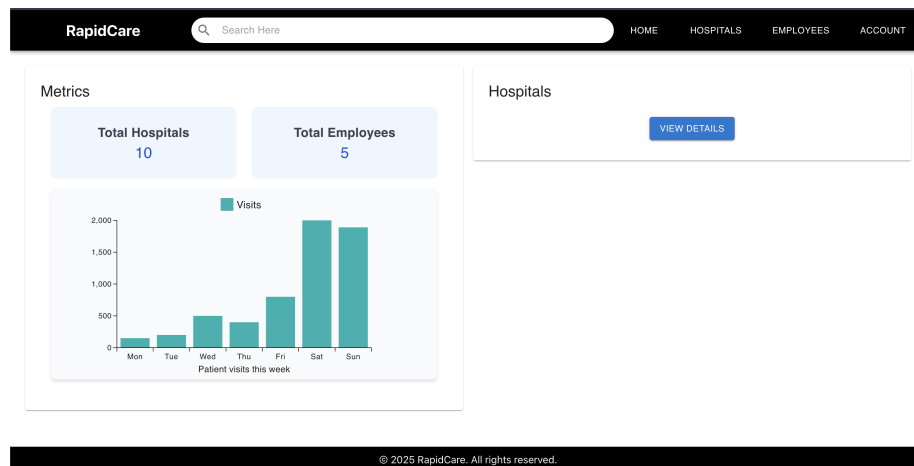 RapidCare
Search Here
HOME
HOSPITALS
EMPLOYEES
ACCOUNT
Metrics
Total Hospitals
10
Total Employees
5
Visits
2,000
1,500
1,000
500
0
Mon Tue Wed Thu Fri Sat Sun
Patient visits this week
Hospitals
VIEW DETAILS
© 2025 RapidCare. All rights reserved.